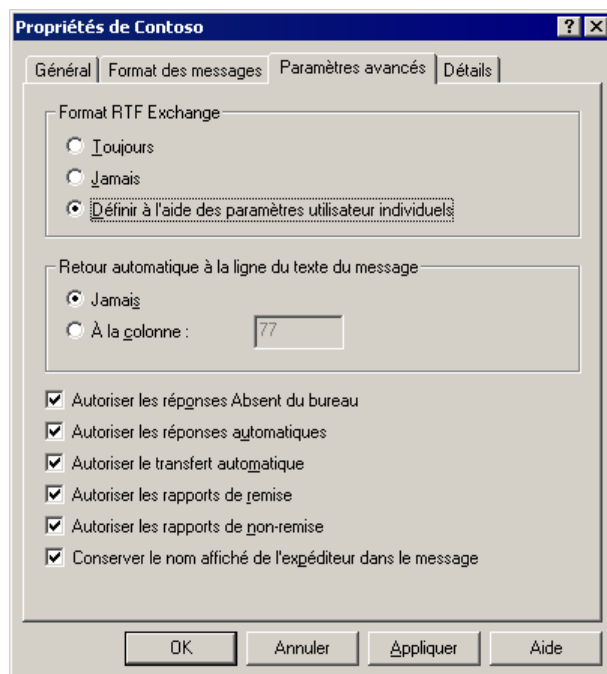 Propriétés de Contoso
Général Format des messages Paramètres avancés Détails
Format RTF Exchange
Toujours
Jamais
Définir à l'aide des paramètres utilisateur individuels
Retour automatique à la ligne du texte du message
Jamais
À la colonne : 77
Autoriser les réponses Absent du bureau
Autoriser les réponses automatiques
Autoriser le transfert automatique
Autoriser les rapports de remise
Autoriser les rapports de non-remise
Conserver le nom affiché de l'expéditeur dans le message
OK Annuler Appliquer Aide